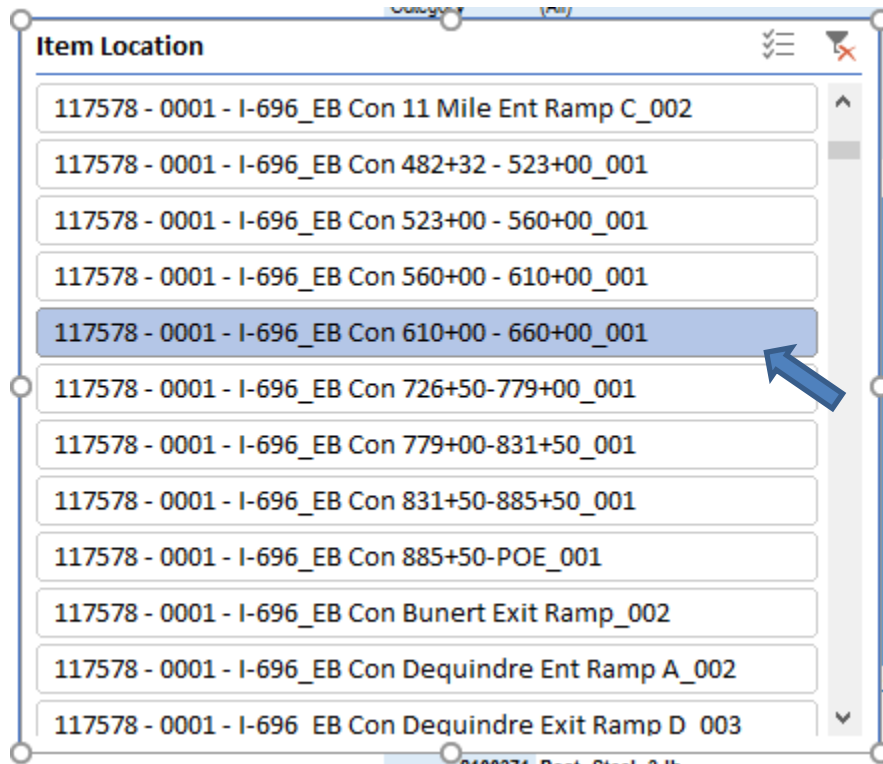 (All)
Item Location
117578 - 0001 - I-696_EB Con 11 Mile Ent Ramp C_002
117578 - 0001 - I-696_EB Con 482+32 - 523+00_001
117578 - 0001 - I-696_EB Con 523+00 - 560+00_001
117578 - 0001 - I-696_EB Con 560+00 - 610+00_001
117578 - 0001 - I-696_EB Con 610+00 - 660+00_001
117578 - 0001 - I-696_EB Con 726+50-779+00_001
117578 - 0001 - I-696_EB Con 779+00-831+50_001
117578 - 0001 - I-696_EB Con 831+50-885+50_001
117578 - 0001 - I-696_EB Con 885+50-POE_001
117578 - 0001 - I-696_EB Con Bunert Exit Ramp_002
117578 - 0001 - I-696_EB Con Dequindre Ent Ramp A_002
117578 - 0001 - I-696 EB Con Dequindre Exit Ramp D 003